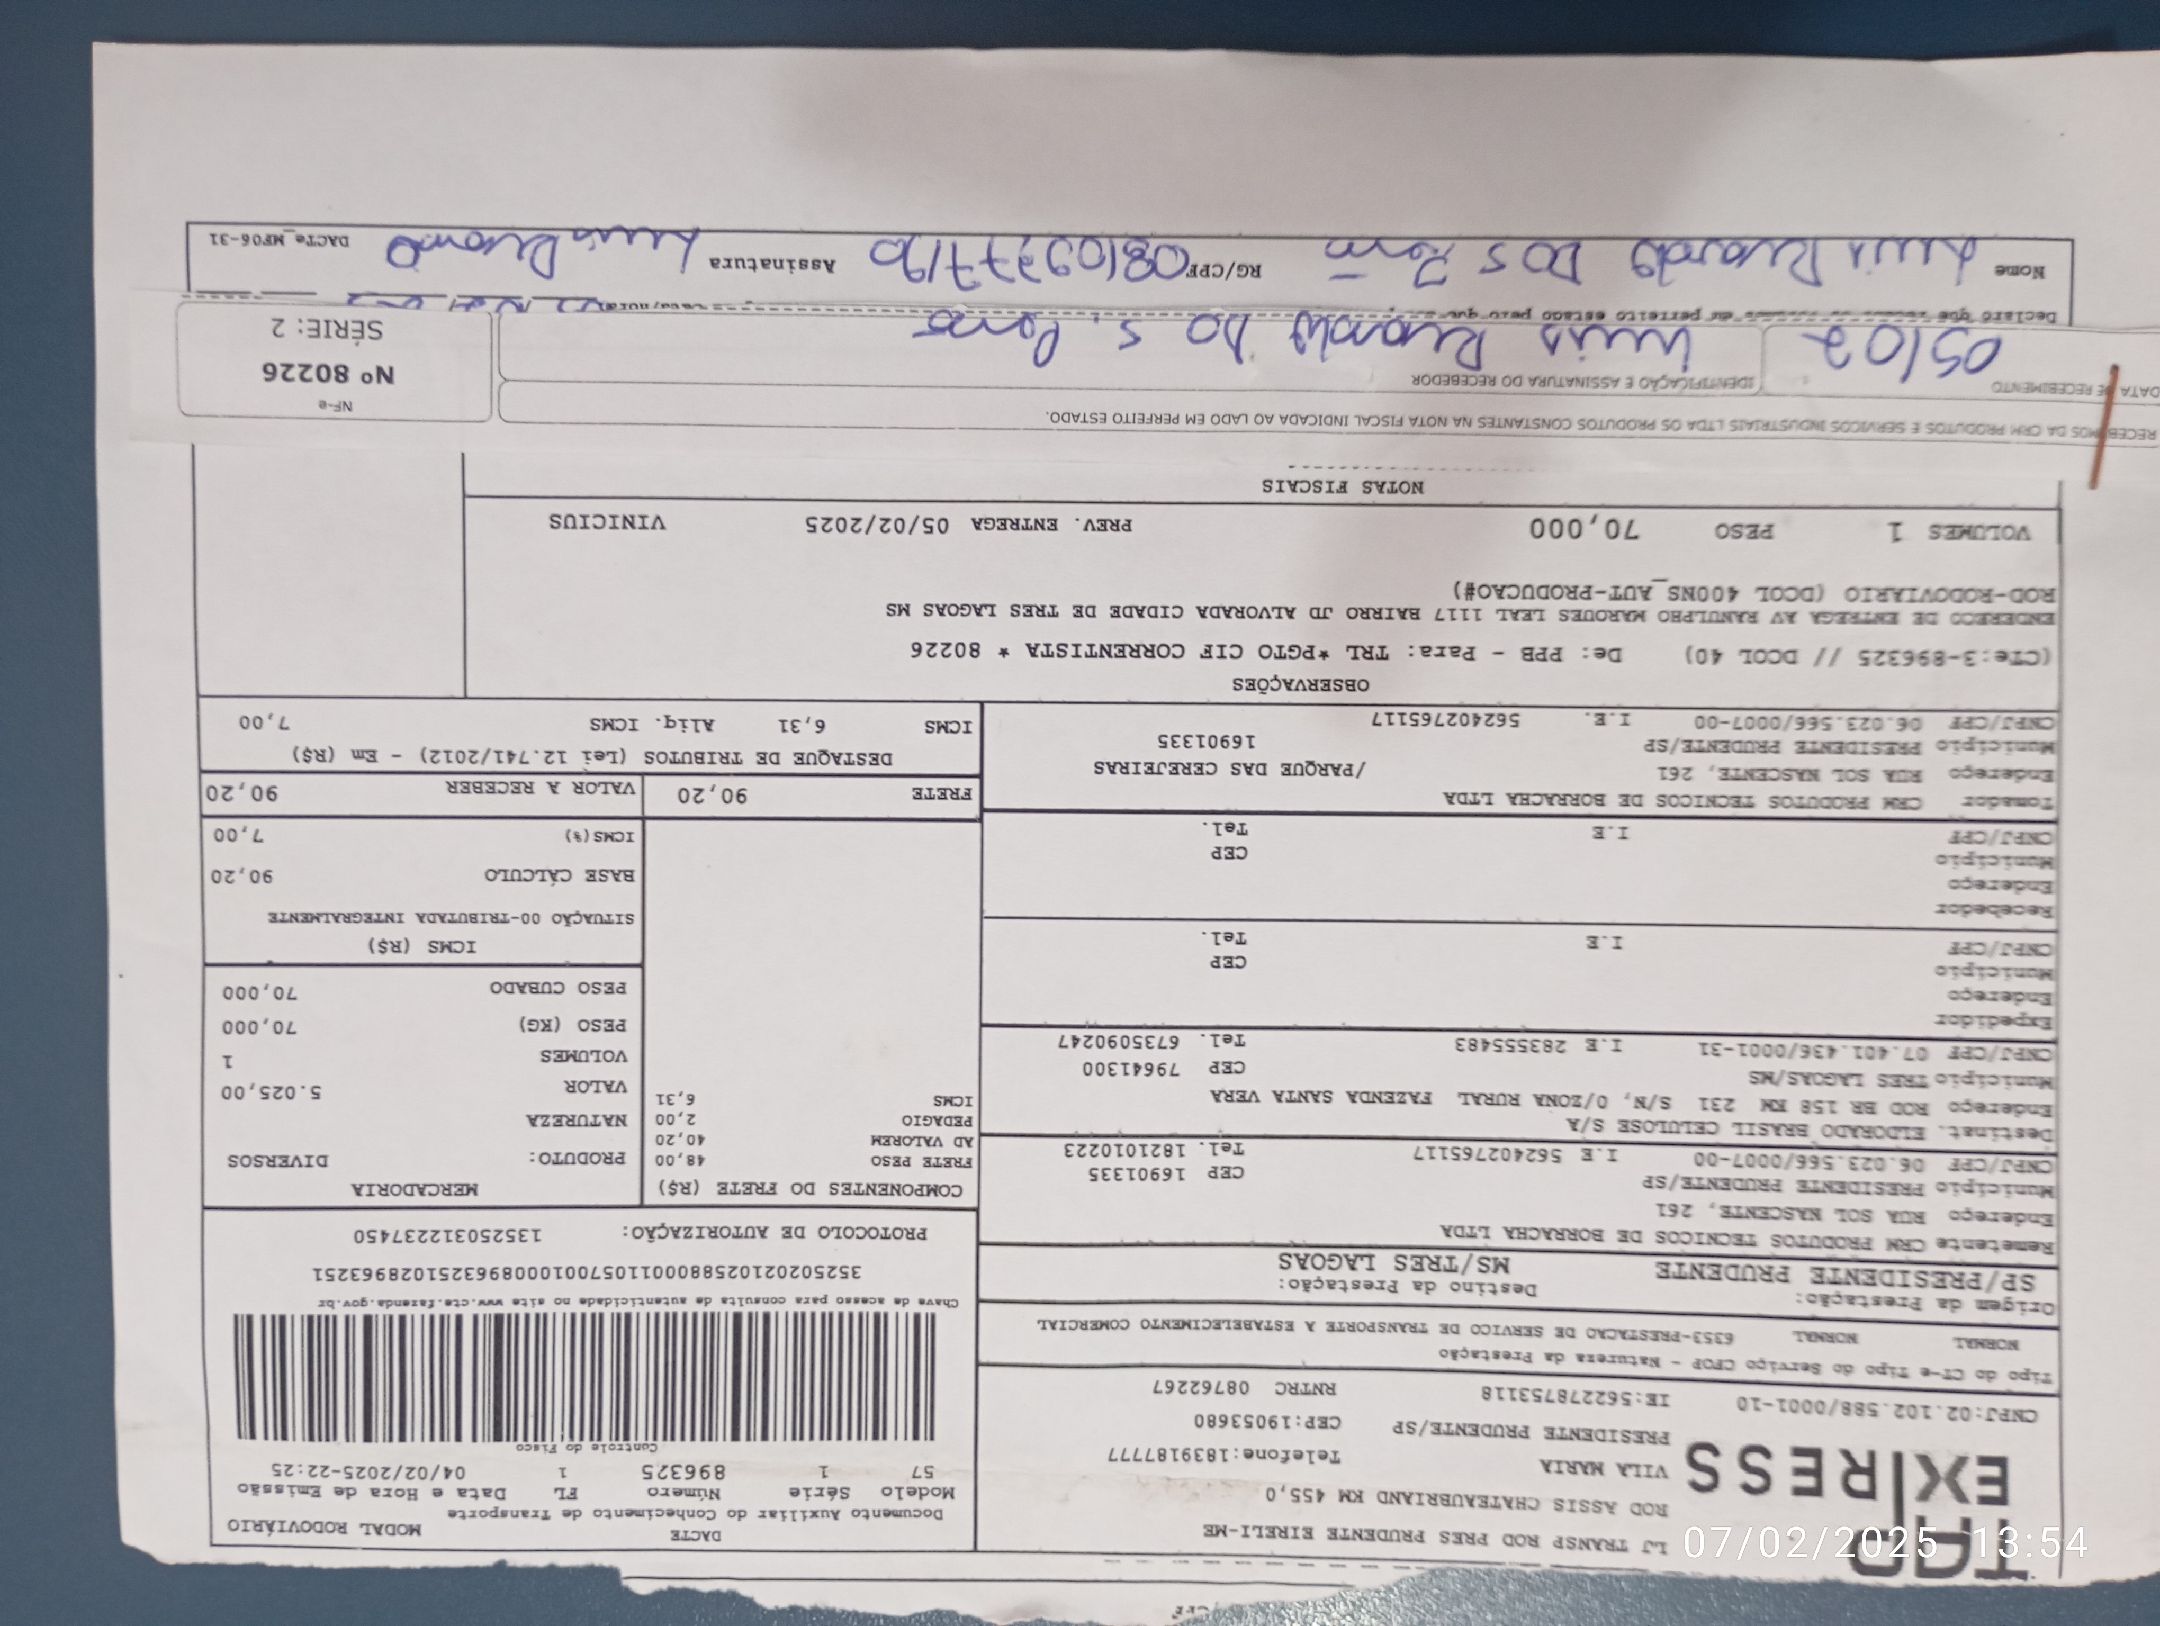 TAP
EXPRESS
LJ TRANSP ROD PRES PRUDENTE EIRELI-ME
ROD ASSIS CHATEAUBRIAND KM 455,0
VILA MARIA Telefone:1839187777
PRESIDENTE PRUDENTE/SP CEP:19053680
CNPJ:02.102.588/0001-10 IE:562278753118 RNTRC 08762267
DACTE MODAL RODOVIÁRIO
Documento Auxiliar do Conhecimento de Transporte
Modelo Série Número FL Data e Hora de Emissão
57 1 896325 1 04/02/2025-22:25
Controle do Fisco
Tipo do CT-e Tipo do Serviço CFOP - Natureza da Prestação
NORMAL NORMAL 6353-PRESTACAO DE SERVICO DE TRANSPORTE A ESTABELECIMENTO COMERCIAL
Chave de acesso para consulta de autenticidade no site www.cte.fazenda.gov.br
35250202102588000110570010008963251028963251
Origem da Prestação: Destino da Prestação:
SP/PRESIDENTE PRUDENTE MS/TRES LAGOAS
PROTOCOLO DE AUTORIZAÇÃO: 135250312237450
Remetente CRM PRODUTOS TECNICOS DE BORRACHA LTDA
Endereço RUA SOL NASCENTE, 261
Município PRESIDENTE PRUDENTE/SP CEP 16901335
CNPJ/CPF 06.023.566/0007-00 I.E 562402765117 Tel. 1821010223
Destinat. ELDORADO BRASIL CELULOSE S/A
Endereço ROD BR 158 KM 231 S/N, 0/ZONA RURAL FAZENDA SANTA VERA
Município TRES LAGOAS/MS CEP 79641300
CNPJ/CPF 07.401.436/0001-31 I.E 283555483 Tel. 6735090247
Expedidor
Endereço
Município CEP
CNPJ/CPF I.E Tel.
Recebedor
Endereço
Município CEP
CNPJ/CPF I.E Tel.
Tomador CRM PRODUTOS TECNICOS DE BORRACHA LTDA
Endereço RUA SOL NASCENTE, 261 /PARQUE DAS CEREJEIRAS
Município PRESIDENTE PRUDENTE/SP 16901335
CNPJ/CPF 06.023.566/0007-00 I.E. 562402765117
COMPONENTES DO FRETE (R$)
FRETE PESO 48,00
AD VALOREM 40,20
PEDAGIO 2,00
ICMS 6,31
MERCADORIA
PRODUTO: DIVERSOS
NATUREZA
VALOR 5.025,00
VOLUMES 1
PESO (KG) 70,000
PESO CUBADO 70,000
ICMS (R$)
SITUAÇÃO 00-TRIBUTADA INTEGRALMENTE
BASE CÁLCULO 90,20
ICMS(%) 7,00
FRETE 90,20 VALOR A RECEBER 90,20
DESTAQUE DE TRIBUTOS (Lei 12.741/2012) - Em (R$)
ICMS 6,31 Aliq. ICMS 7,00
OBSERVAÇÕES
(CTe:3-896325 // DCOL 40) De: PPB - Para: TRL *PGTO CIF CORRENTISTA * 80226
ENDERECO DE ENTREGA AV RANULPHO MARQUES LEAL 1117 BAIRRO JD ALVORADA CIDADE DE TRES LAGOAS MS
ROD-RODOVIARIO (DCOL 400NS_AUT-PRODUCAO#)
VOLUMES 1 PESO 70,000 PREV. ENTREGA 05/02/2025 VINICIUS
NOTAS FISCAIS
RECEBEMOS DA CRM PRODUTOS E SERVICOS INDUSTRIAIS LTDA OS PRODUTOS CONSTANTES NA NOTA FISCAL INDICADA AO LADO EM PERFEITO ESTADO.
DATA DE RECEBIMENTO IDENTIFICAÇÃO E ASSINATURA DO RECEBEDOR
05/02 Luis Ricardo Do S.
NF-e
Nº 80226
SÉRIE: 2
Declaro que perfeito estado pelo que
Nome Luis Ricardo DOS RG/CPF Assinatura Luis Ricardo DACTe_MF06-31
07/02/2025 13:54